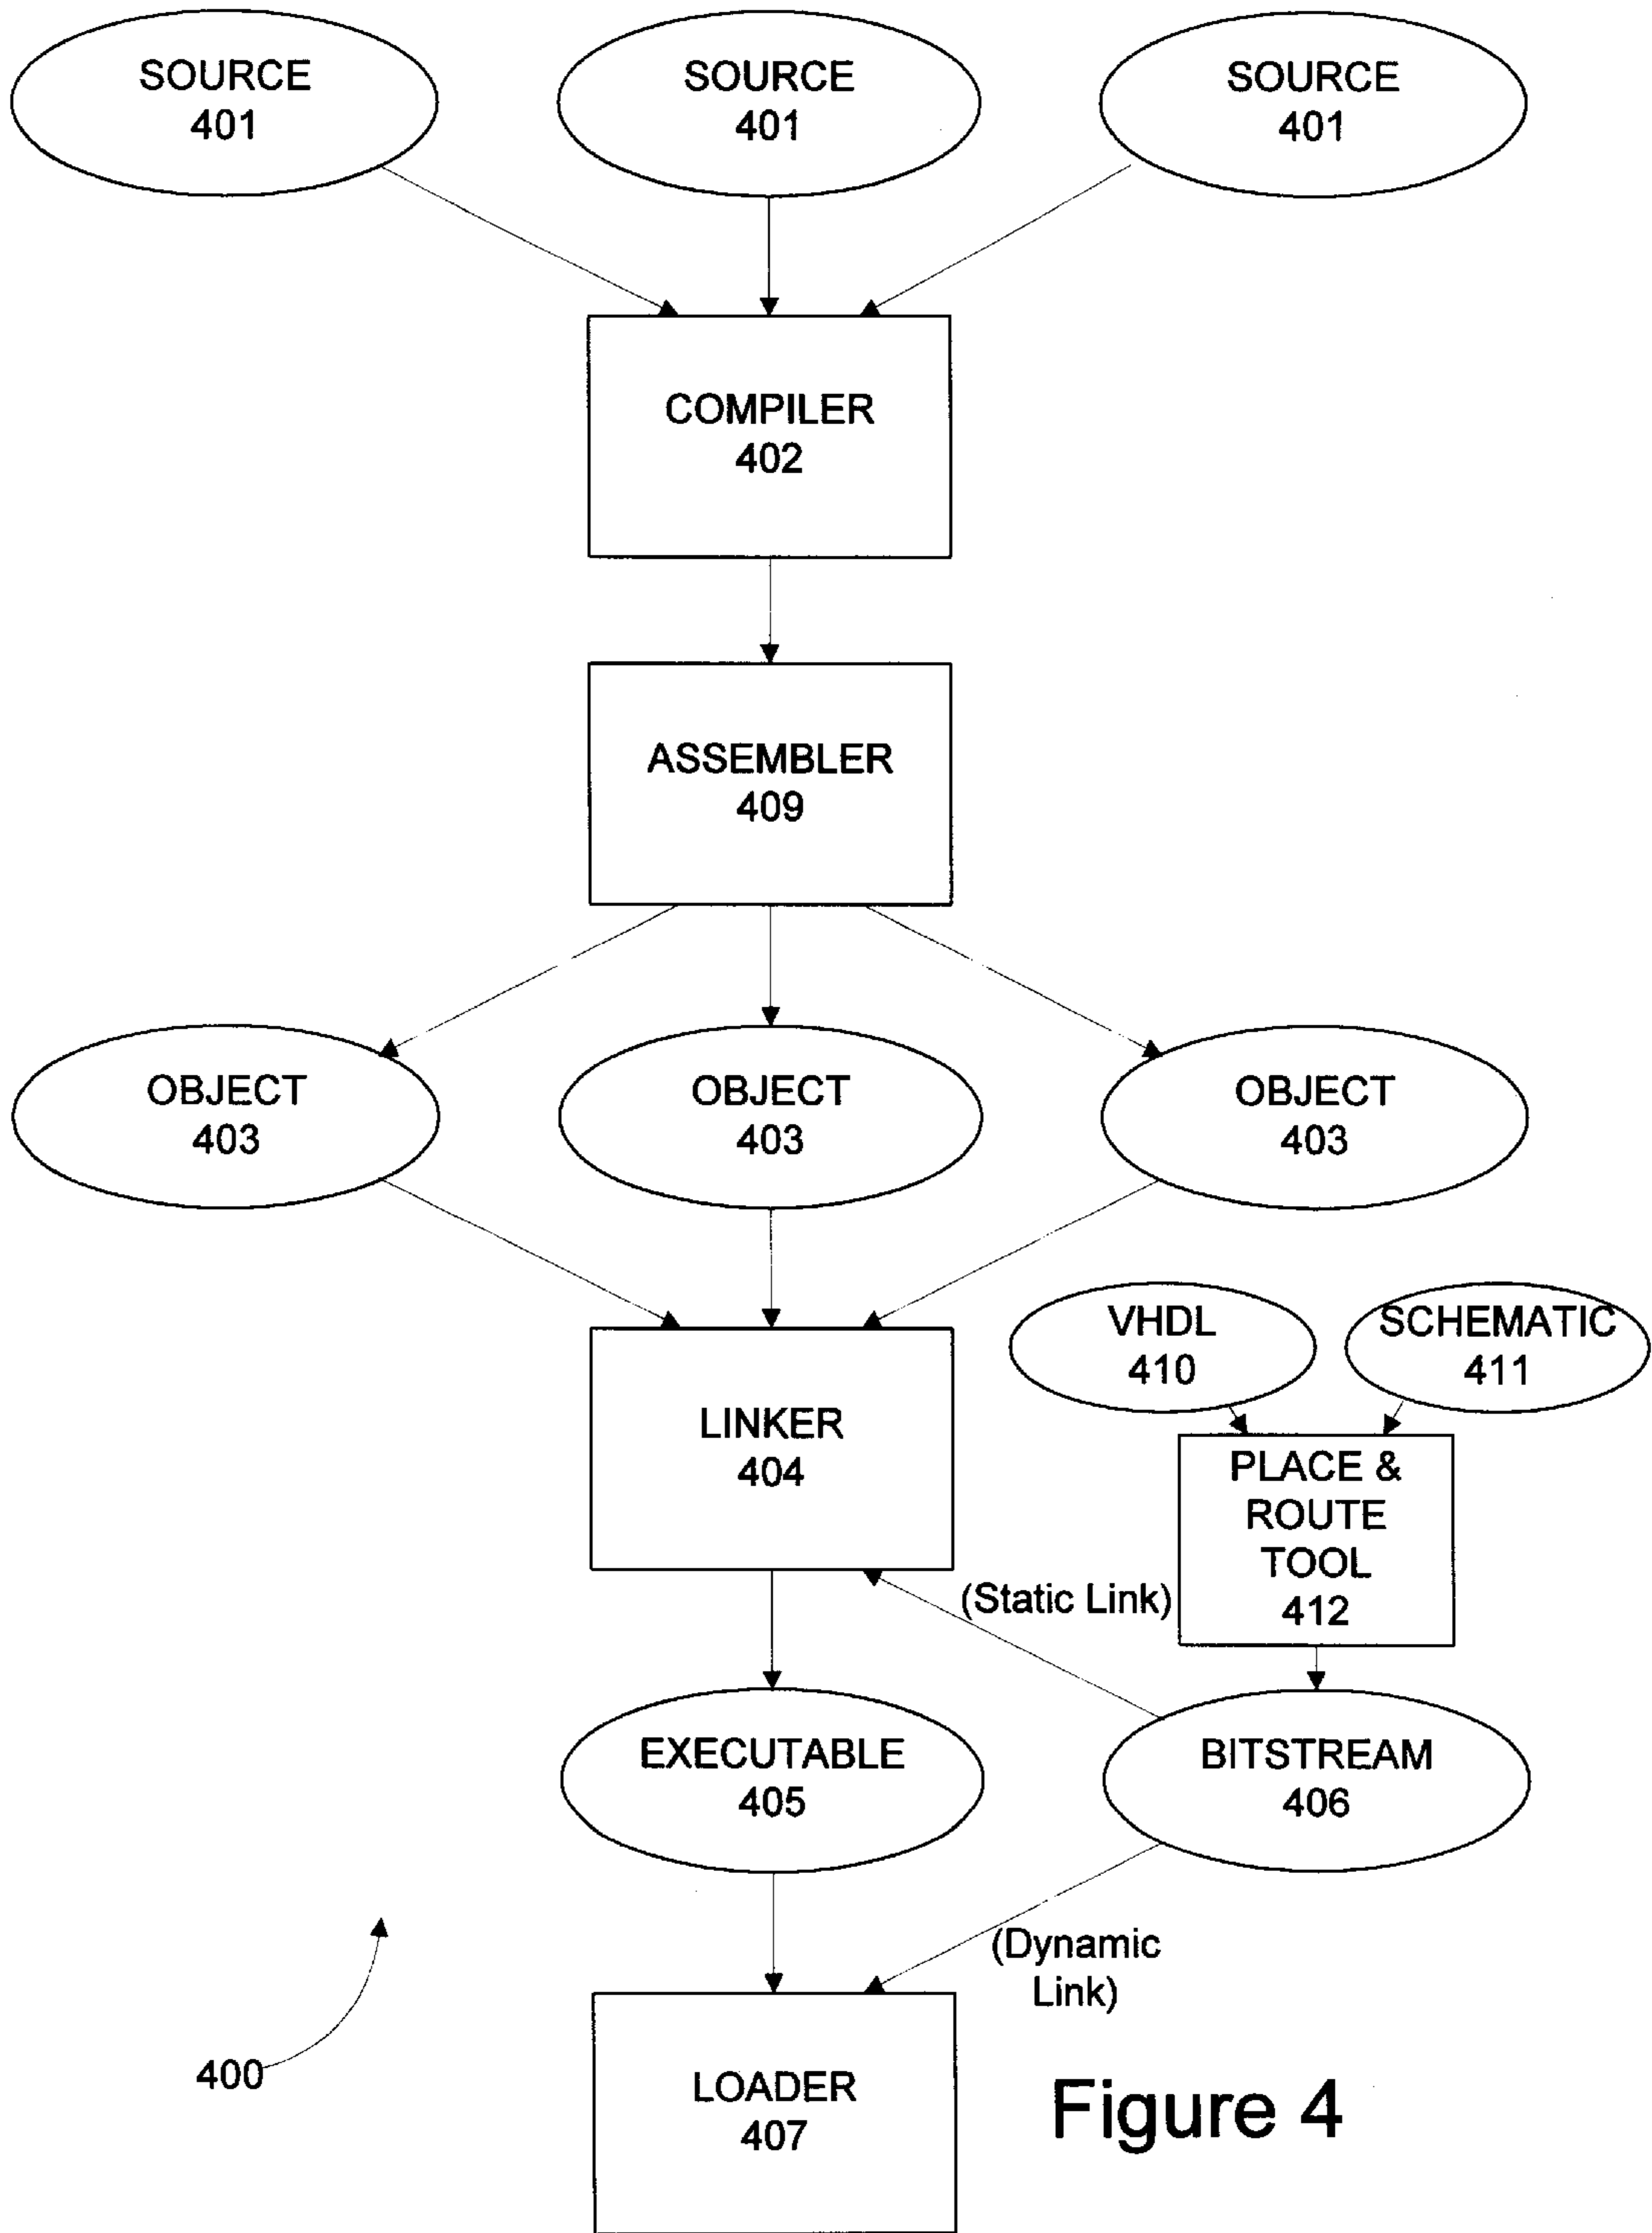 SOURCE
401
SOURCE
401
SOURCE
401
COMPILER
402
ASSEMBLER
409
OBJECT
403
OBJECT
403
OBJECT
403
LINKER
404
VHDL
410
SCHEMATIC
411
PLACE &
ROUTE
TOOL
412
(Static Link)
EXECUTABLE
405
BITSTREAM
406
(Dynamic
Link)
400
LOADER
407
Figure 4